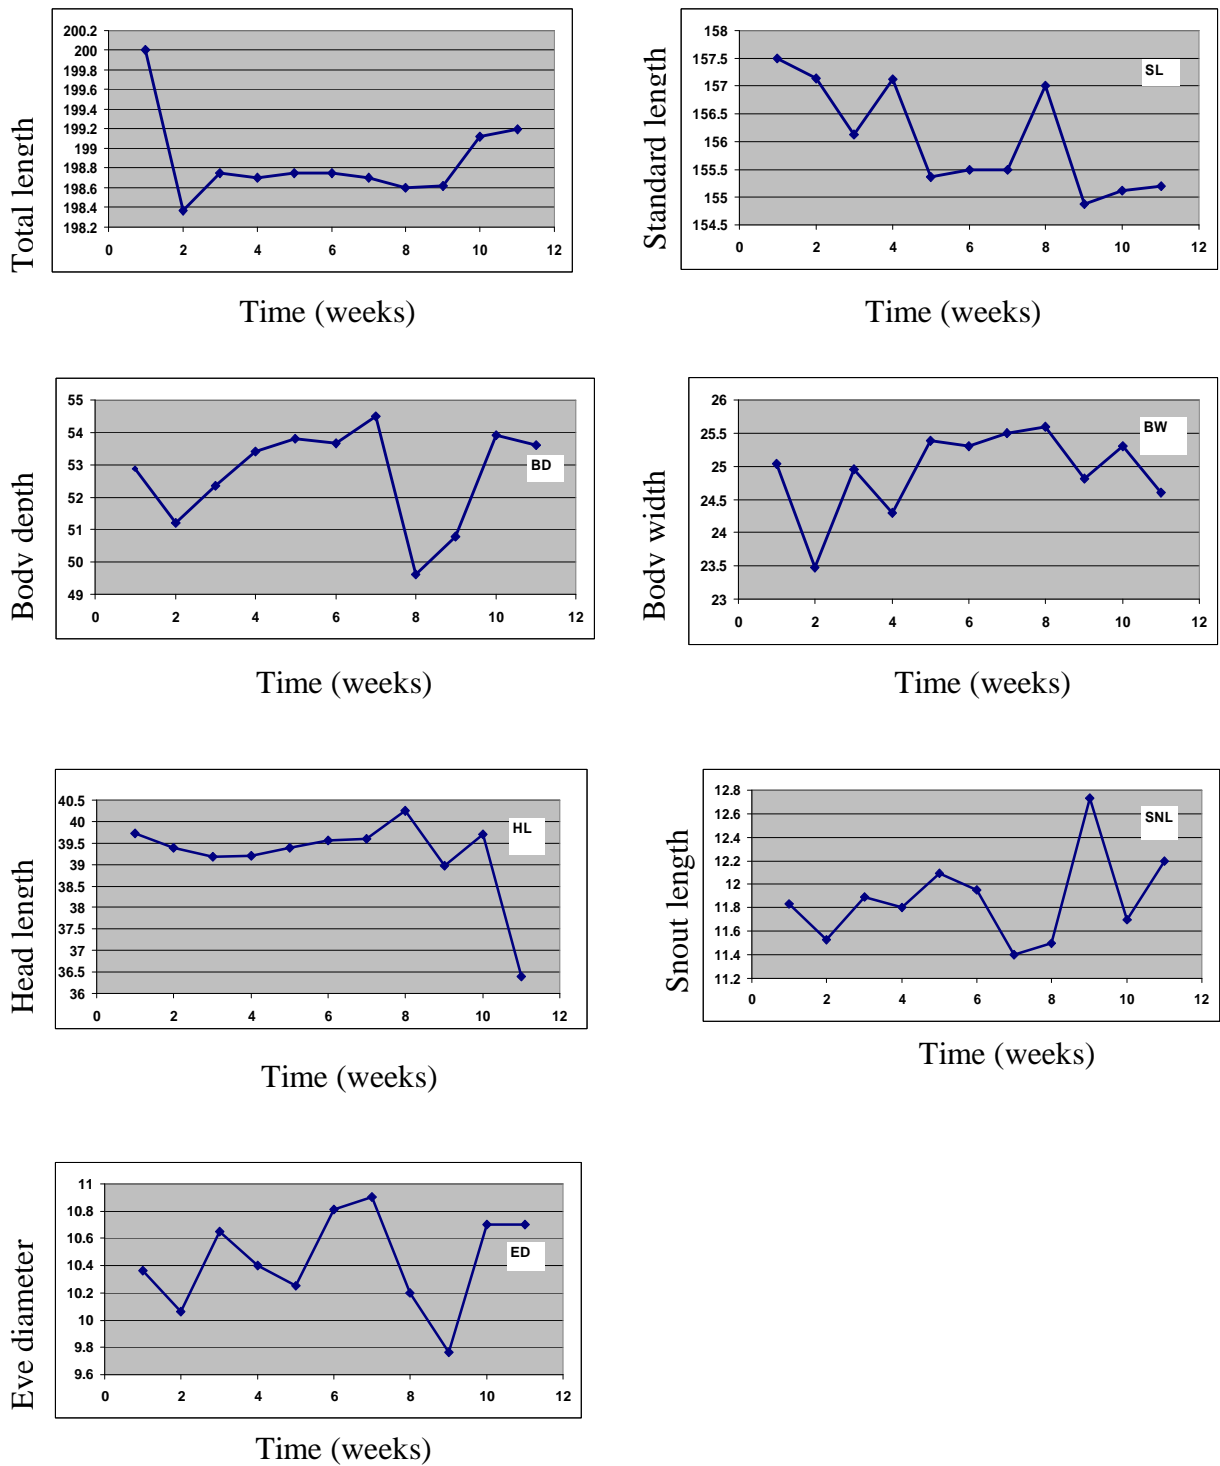 Total length
200.2
200
199.8
199.6
199.4
199.2
199
198.8
198.6
198.4
198.2
0 2 4 6 8 10 12
Time (weeks)
Standard length
158
157.5
157
156.5
156
155.5
155
154.5
SL
0 2 4 6 8 10 12
Time (weeks)
Body depth
55
54
53
52
51
50
49
BD
0 2 4 6 8 10 12
Time (weeks)
Body width
26
25.5
25
24.5
24
23.5
23
BW
0 2 4 6 8 10 12
Time (weeks)
Head length
40.5
40
39.5
39
38.5
38
37.5
37
36.5
36
HL
0 2 4 6 8 10 12
Time (weeks)
Snout length
12.8
12.6
12.4
12.2
12
11.8
11.6
11.4
11.2
SNL
0 2 4 6 8 10 12
Time (weeks)
Eye diameter
11
10.8
10.6
10.4
10.2
10
9.8
9.6
ED
0 2 4 6 8 10 12
Time (weeks)